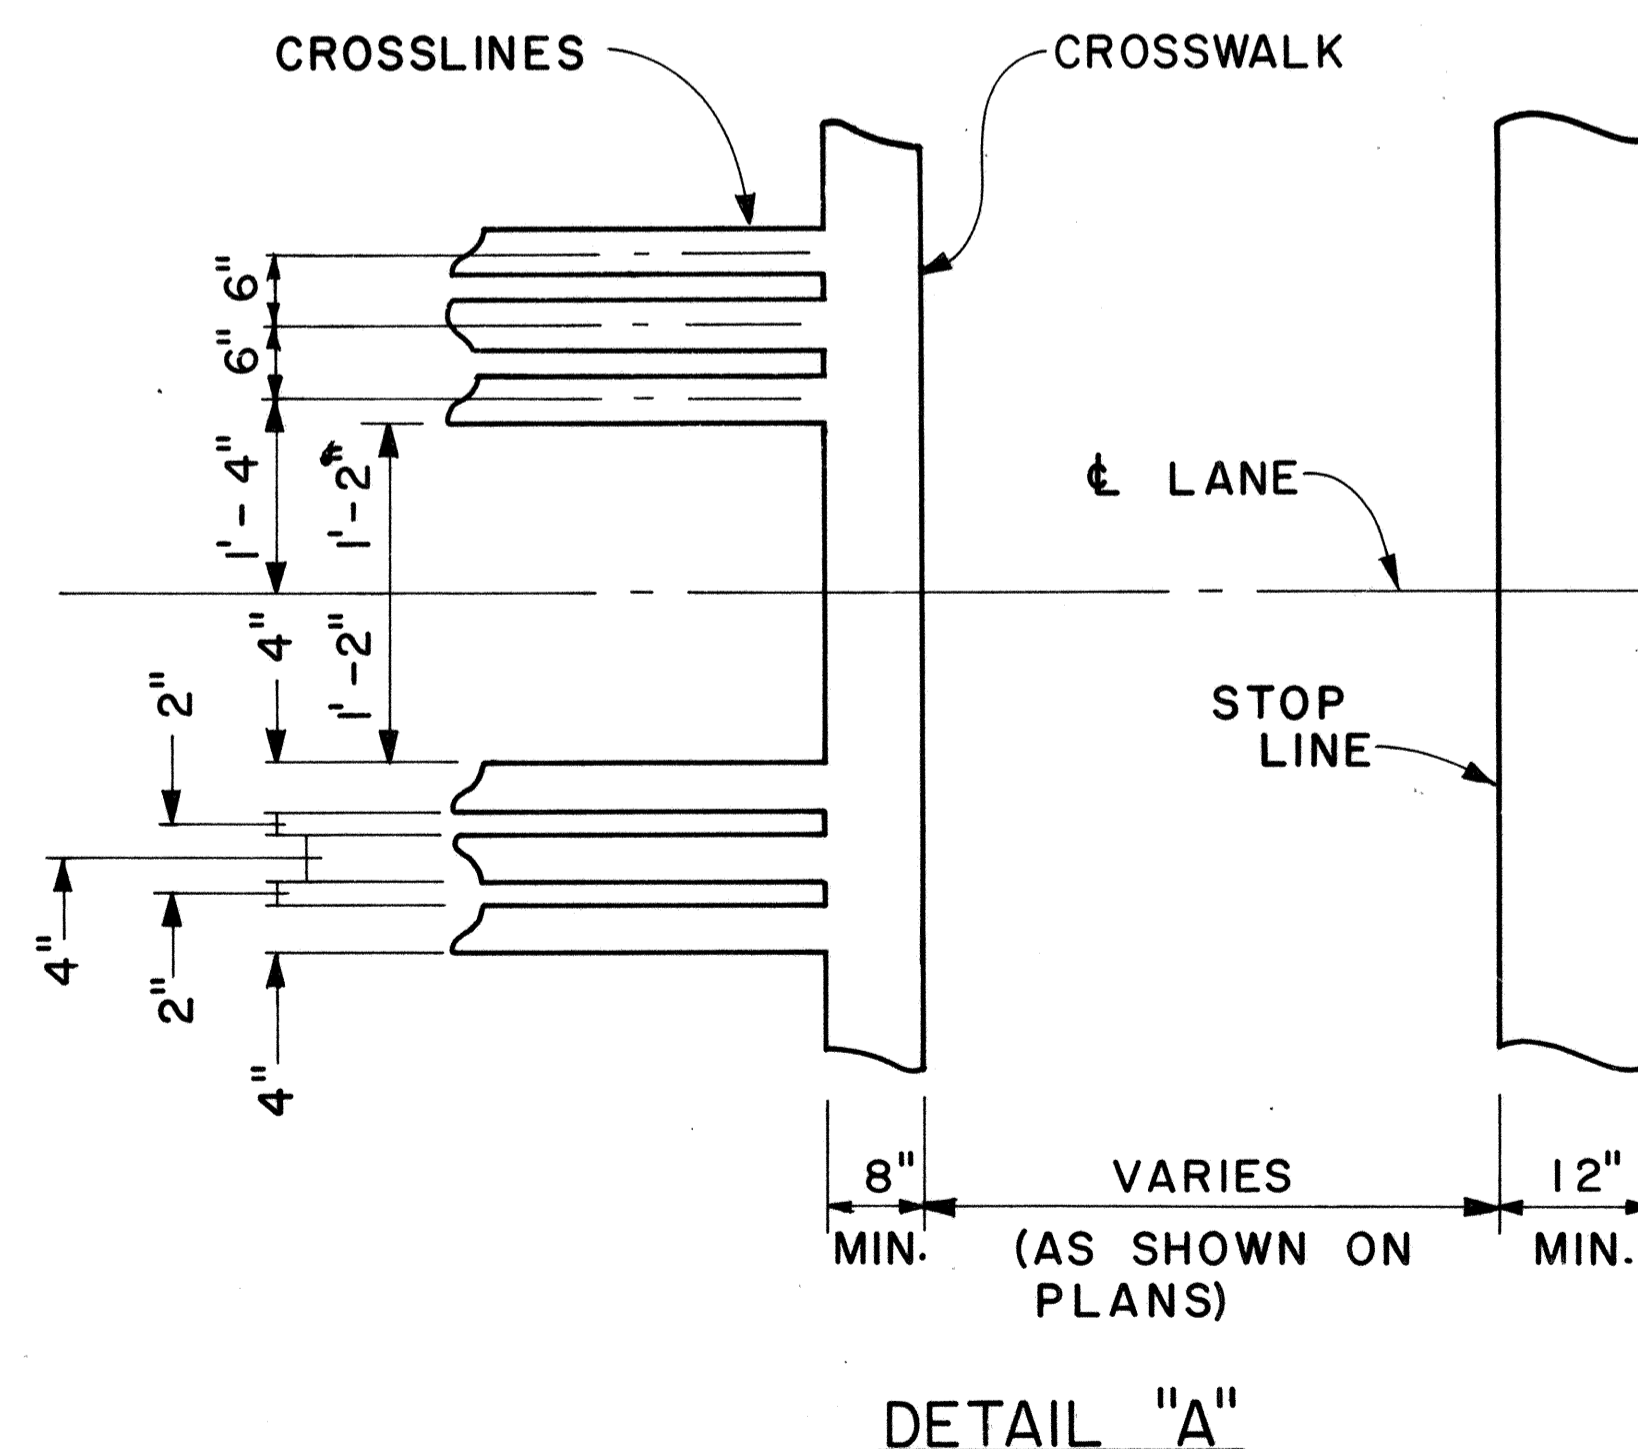 CROSSLINES
CROSSWALK
6"
6"
1'-4"
1'-2"
℄ LANE
4"
1'-2"
2"
STOP
LINE
4"
2"
4"
8"
MIN.
VARIES
(AS SHOWN ON
PLANS)
12"
MIN.
DETAIL "A"